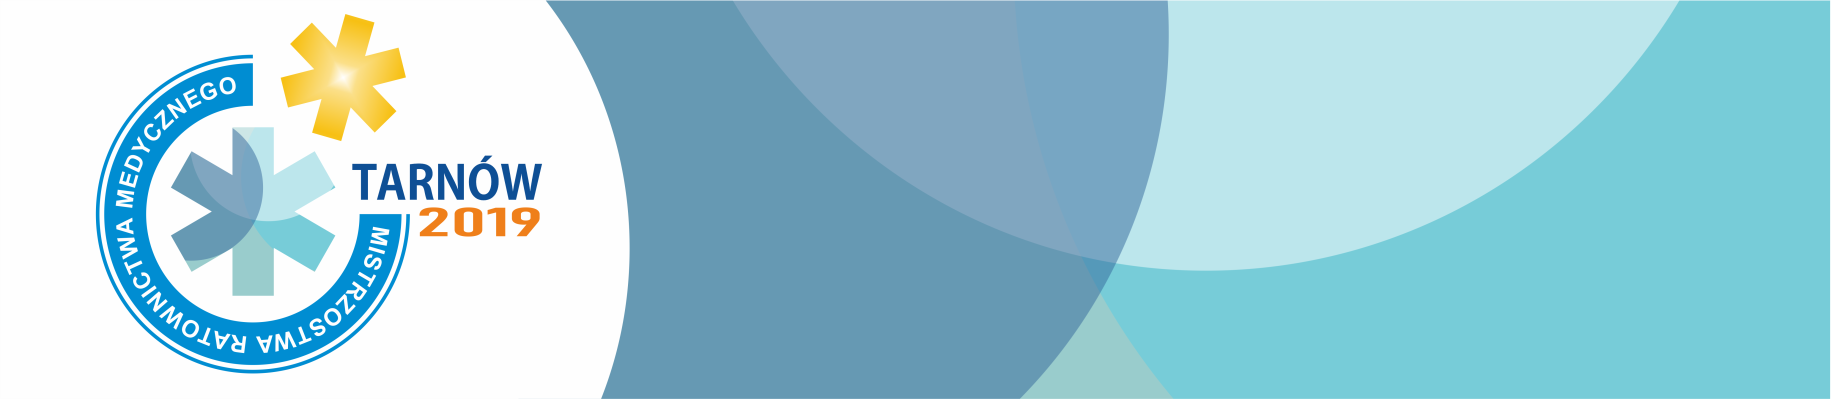 MISTRZOSTWA RATOWNICTWA MEDYCZNEGO
TARNÓW
2019